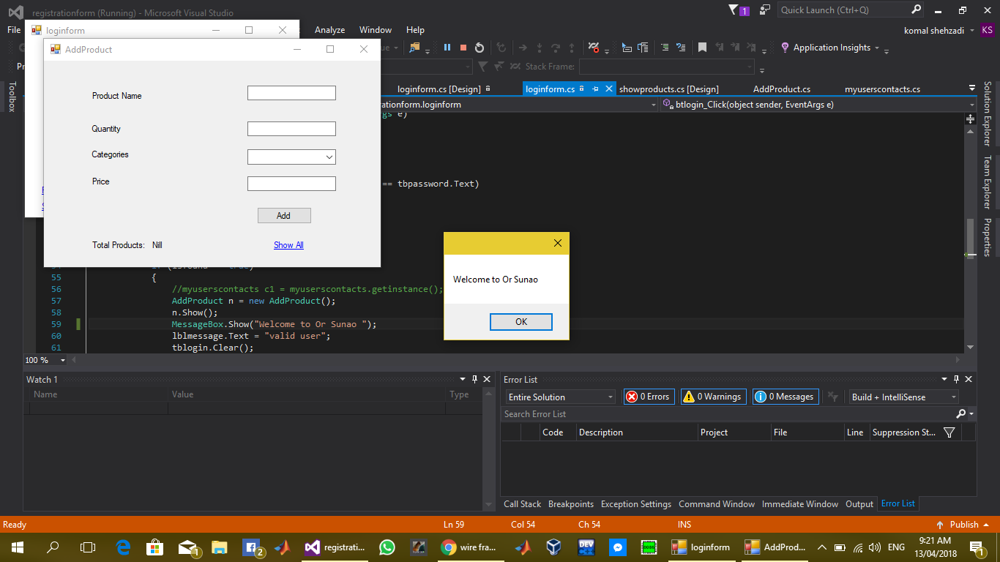 registrationform (Running) - Microsoft Visual Studio
1
Quick Launch (Ctrl+Q)
File
Analyze
Window
Help
komal shehzadi
KS
loginform
AddProduct
Application Insights
Stack Frame:
Toolbox
loginform.cs [Design]
loginform.cs
showproducts.cs [Design]
AddProduct.cs
myuserscontacts.cs
btlogin_Click(object sender, EventArgs e)
Solution Explorer
Team Explorer
Properties
Product Name
Quantity
Categories
Price
Add
Total Products: Nill
Show All
== tbpassword.Text)
Welcome to Or Sunao
OK
55 {
56 //myuserscontacts c1 = myuserscontacts.getinstance();
57 AddProduct n = new AddProduct();
58 n.Show();
59 MessageBox.Show("Welcome to Or Sunao ");
60 lblmessage.Text = "valid user";
61 tblogin.Clear();
100 %
Watch 1
Name Value Type
Error List
Entire Solution
0 Errors
0 Warnings
0 Messages
Build + IntelliSense
Search Error List
Code Description Project File Line Suppression St...
Call Stack Breakpoints Exception Settings Command Window Immediate Window Output Error List
Ready
Ln 59
Col 54
Ch 54
INS
Publish
1
2
registrati...
wire fra...
DEV
loginform
AddProd...
ENG
9:21 AM
13/04/2018
1